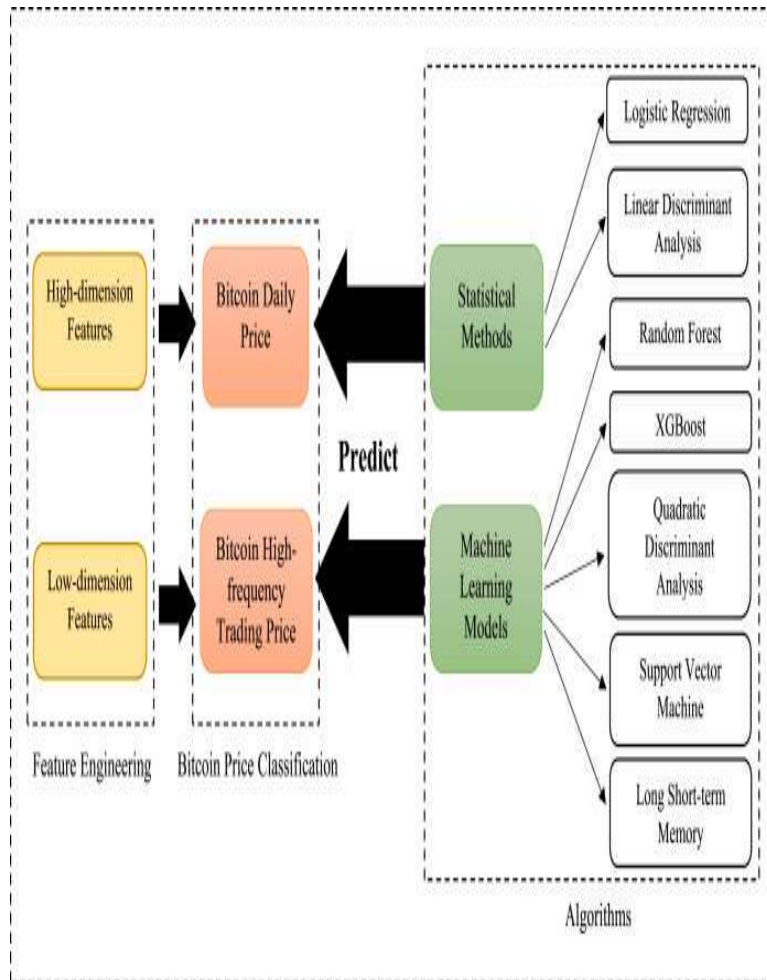 High-dimension
Features
Low-dimension
Features
Feature Engineering
Bitcoin Daily
Price
Bitcoin High-
frequency
Trading Price
Bitcoin Price Classification
Predict
Statistical
Methods
Machine
Learning
Models
Logistic Regression
Linear Discriminant
Analysis
Random Forest
XGBoost
Quadratic
Discriminant
Analysis
Support Vector
Machine
Long Short-term
Memory
Algorithms